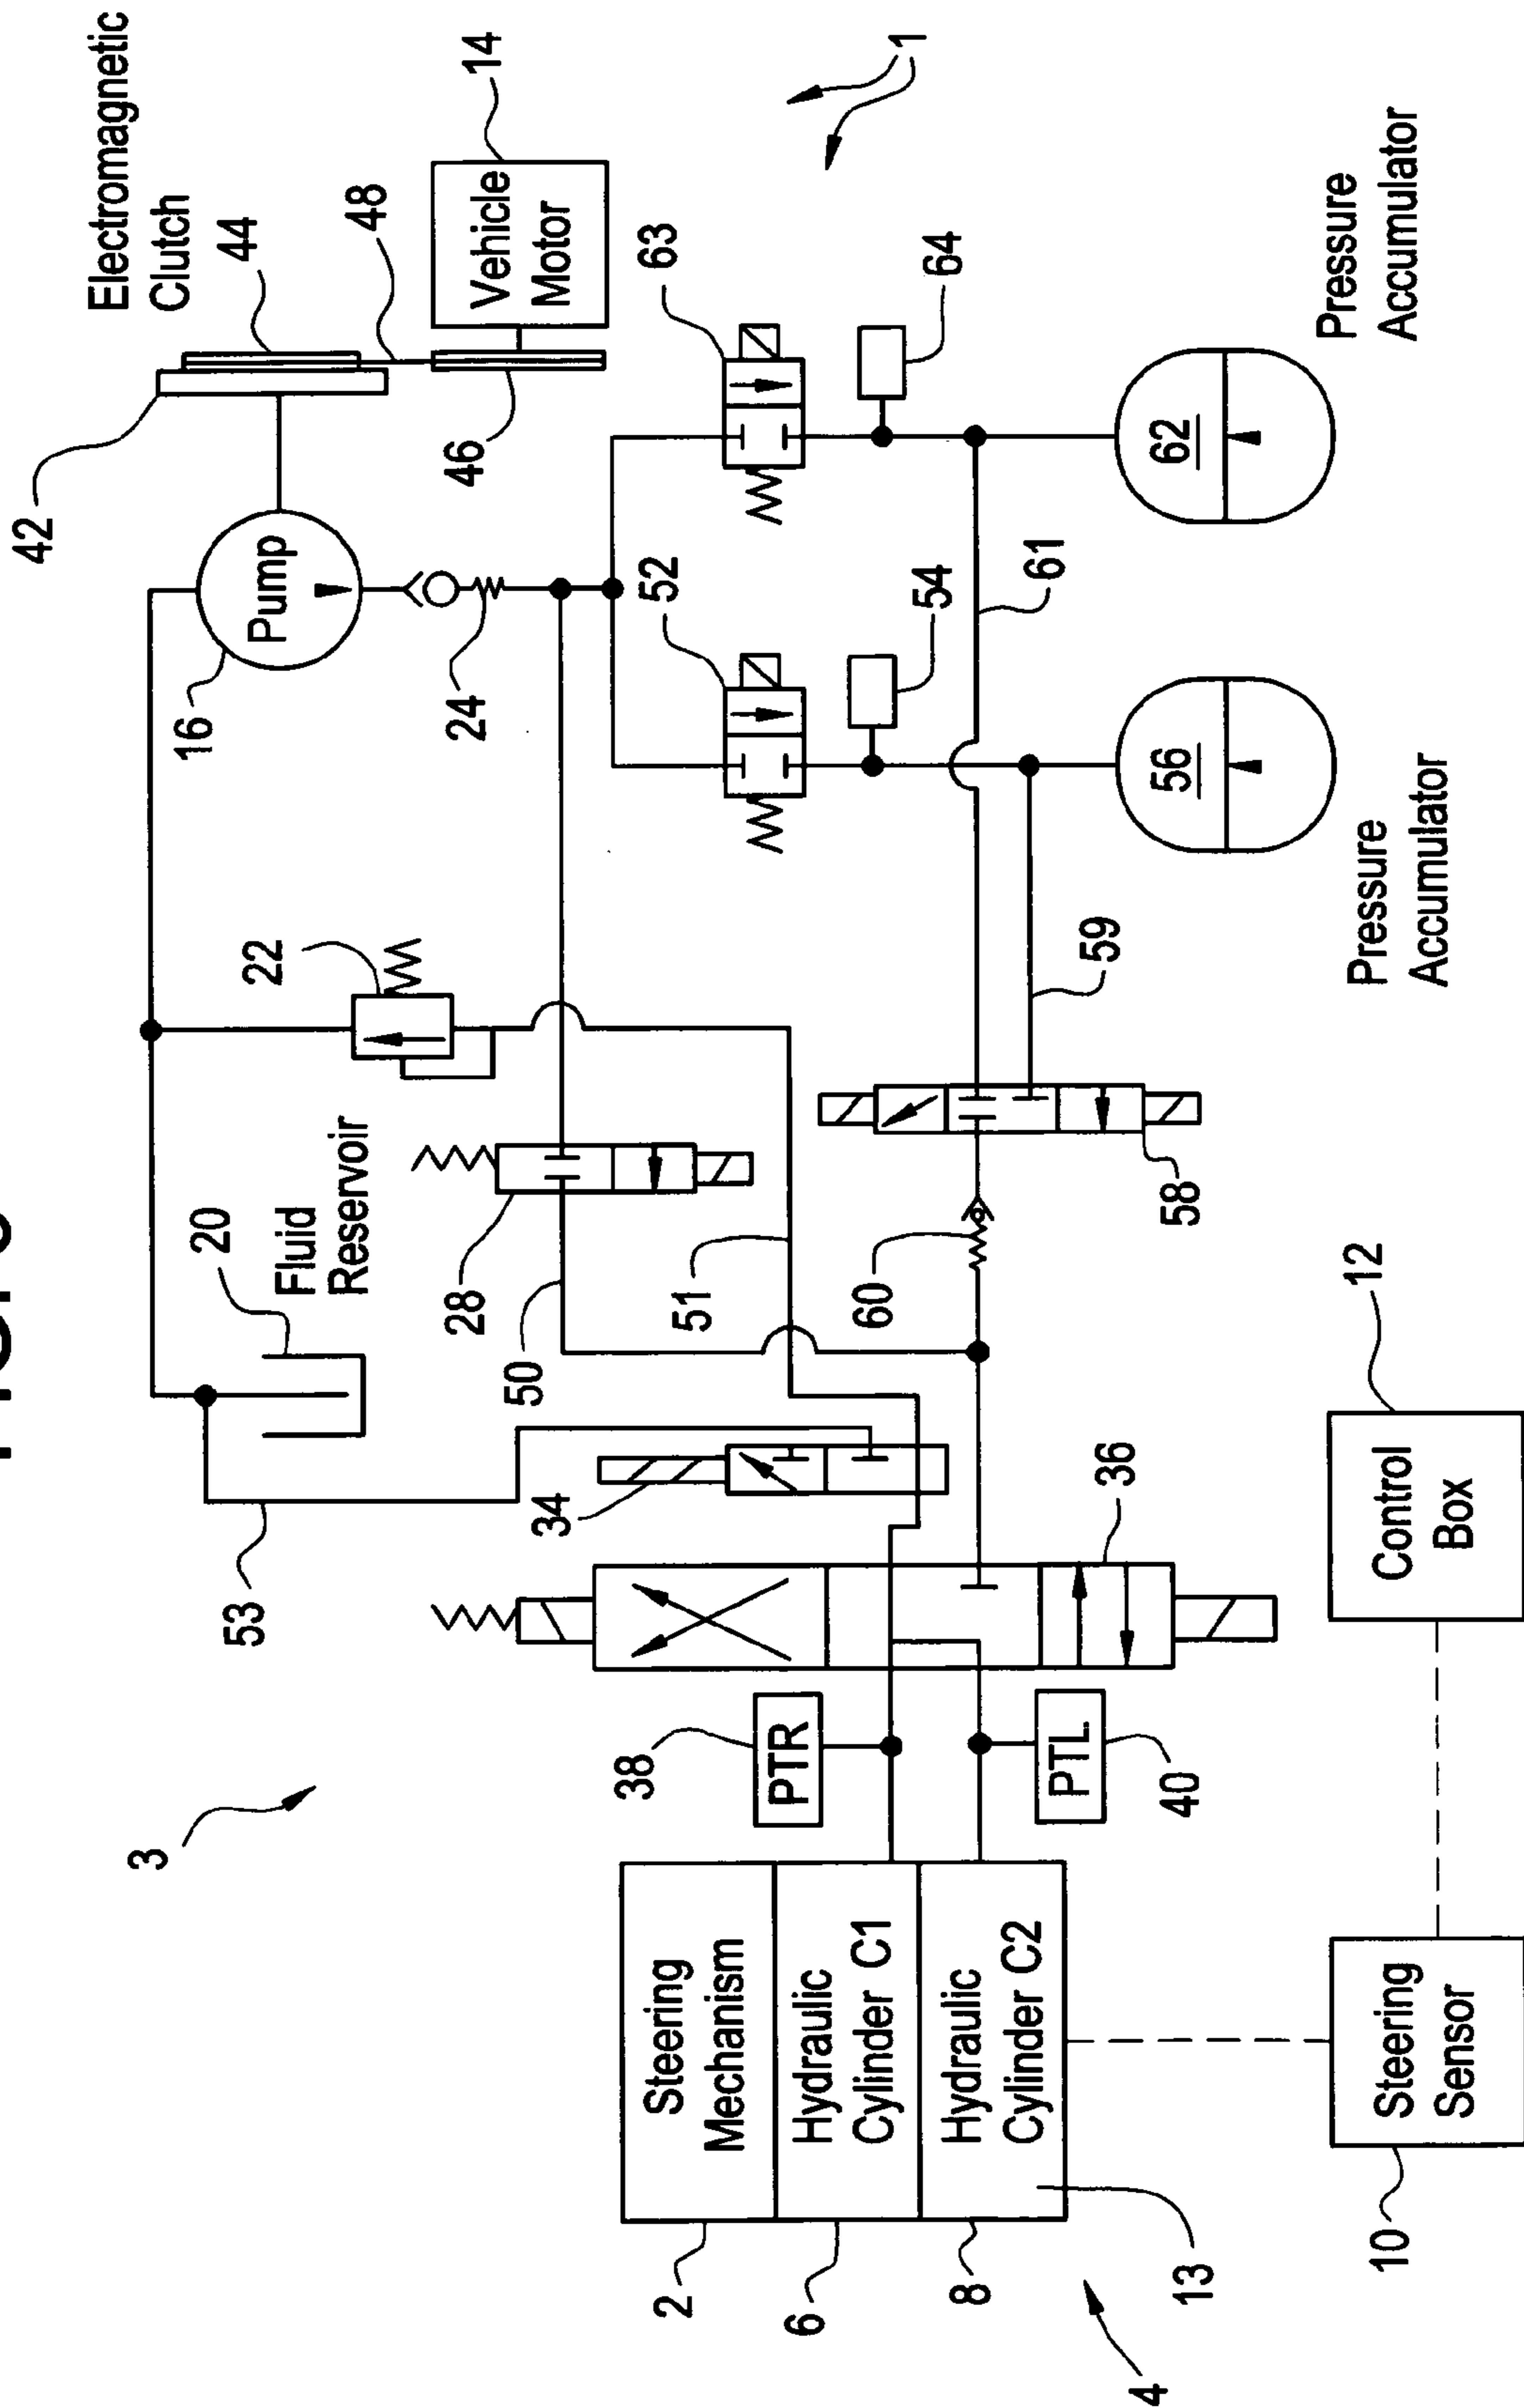 42
Electromagnetic
Clutch
3
16
20
53
22
44
Pump
Fluid
Reservoir
48
24
28
46
14
Vehicle
Motor
50
34
38
2
Steering
Mechanism
51
52
63
PTR
6
Hydraulic
Cylinder C1
60
54
64
1
8
Hydraulic
Cylinder C2
61
PTL
36
59
4
13
40
58
56
62
10
Steering
Sensor
12
Control
Box
Pressure
Accumulator
Pressure
Accumulator